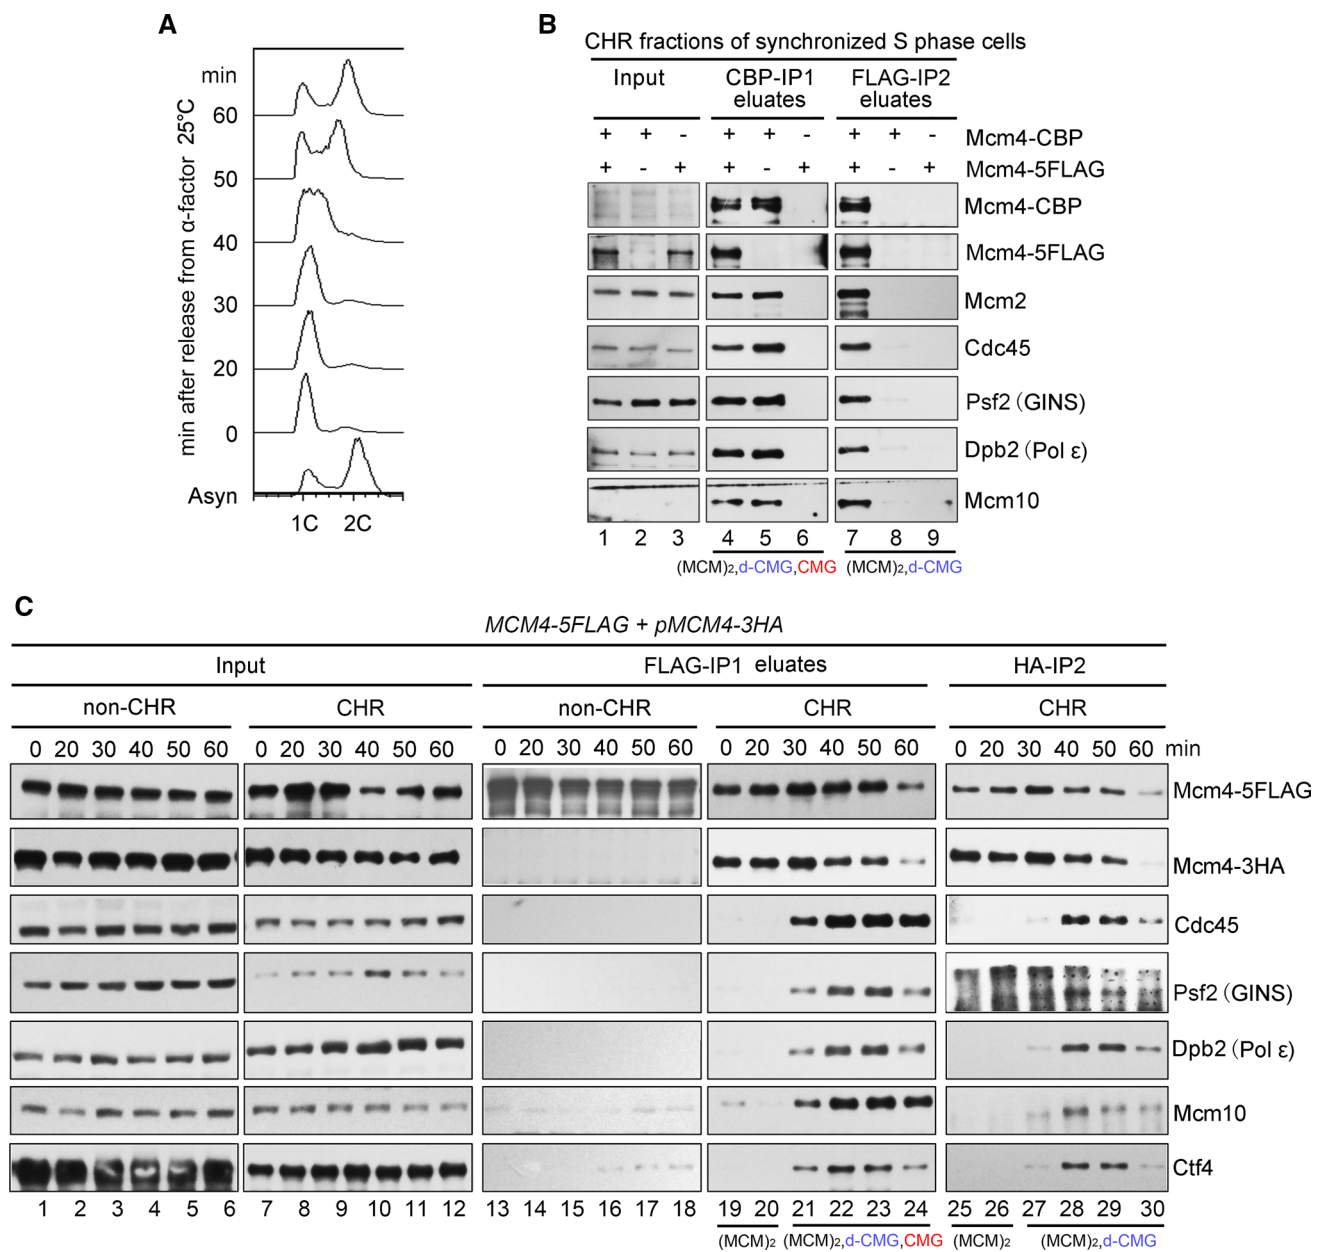 A
min
60
50
40
30
20
0
Asyn
1C 2C
min after release from α-factor 25°C
B
CHR fractions of synchronized S phase cells
Input CBP-IP1 eluates FLAG-IP2 eluates
+ + - + + - + + - Mcm4-CBP
+ - + + - + + - + Mcm4-5FLAG
Mcm4-CBP
Mcm4-5FLAG
Mcm2
Cdc45
Psf2 (GINS)
Dpb2 (Pol ε)
Mcm10
1 2 3 4 5 6 7 8 9
(MCM)₂,d-CMG,CMG (MCM)₂,d-CMG
C
MCM4-5FLAG + pMCM4-3HA
Input FLAG-IP1 eluates HA-IP2
non-CHR CHR non-CHR CHR CHR
0 20 30 40 50 60 0 20 30 40 50 60 0 20 30 40 50 60 0 20 30 40 50 60 0 20 30 40 50 60 min
Mcm4-5FLAG
Mcm4-3HA
Cdc45
Psf2 (GINS)
Dpb2 (Pol ε)
Mcm10
Ctf4
1 2 3 4 5 6 7 8 9 10 11 12 13 14 15 16 17 18 19 20 21 22 23 24 25 26 27 28 29 30
(MCM)₂ (MCM)₂,d-CMG,CMG (MCM)₂ (MCM)₂,d-CMG